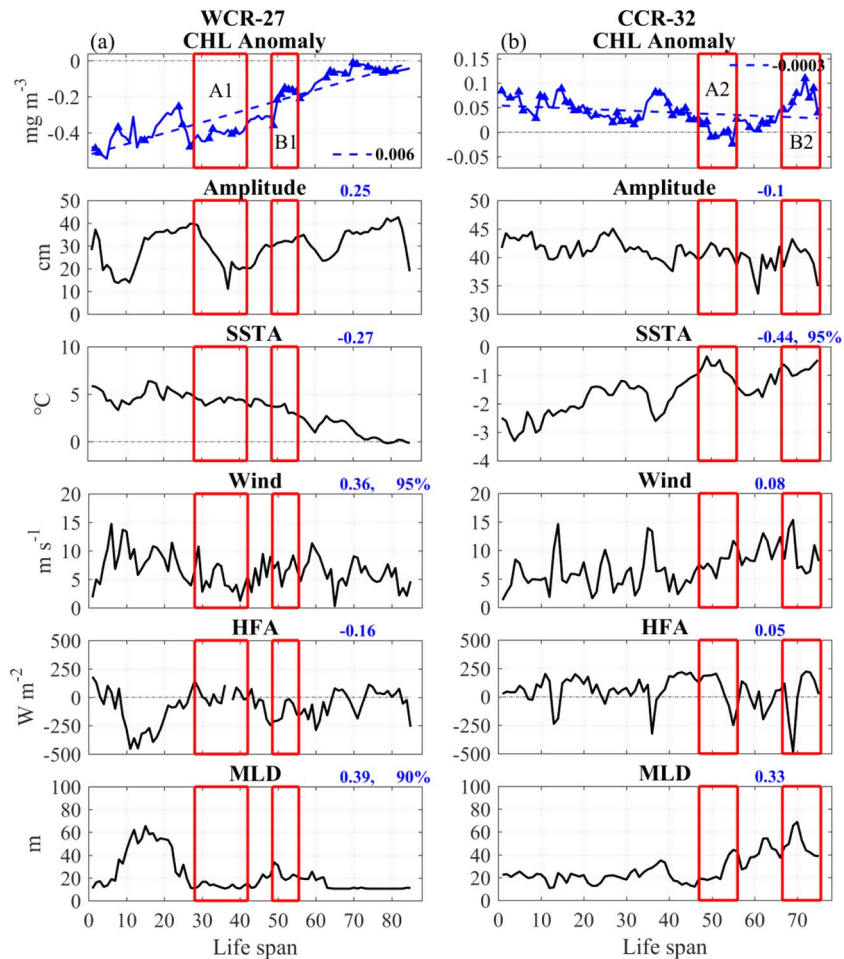 WCR-27
(a) CHL Anomaly
0
-0.2
-0.4
mg m-3
A1
B1
0.006
Amplitude 0.25
50
40
30
20
10
0
cm
SSTA -0.27
10
5
0
°C
Wind 0.36, 95%
20
15
10
5
0
m s-1
HFA -0.16
500
250
0
-250
-500
W m-2
MLD 0.39, 90%
100
80
60
40
20
0
m
01 10 20 30 40 50 60 70 80
Life span
CCR-32
(b) CHL Anomaly
0.15
0.1
0.05
0
-0.05
A2
-0.0003
B2
Amplitude -0.1
50
45
40
35
30
SSTA -0.44, 95%
0
-1
-2
-3
-4
Wind 0.08
20
15
10
5
0
HFA 0.05
500
250
0
-250
-500
MLD 0.33
100
80
60
40
20
0
01 10 20 30 40 50 60 70
Life span